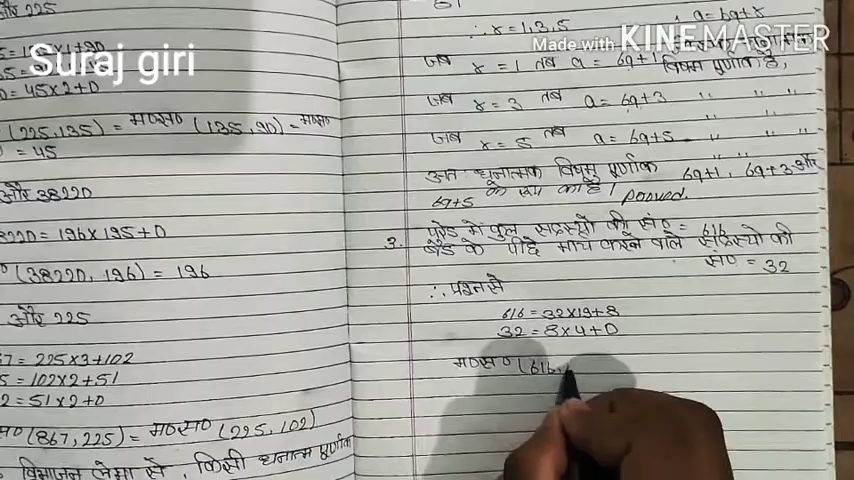 और 225
Suraj giri
= 45×2+0
(225,135) = म०स० (135,90) = म०स०
= 45
और 38220
38220 = 196×195+0
(38220, 196) = 196
और 225
867 = 225×3+102
225 = 102×2+51
102 = 51×2+0
म०स० (867,225) = म०स० (225, 102)
विभाजन से, किसी धनात्म पूर्णांक
Made with KINEMASTER
∴ r = 1,3,5
a = 6q+r
जब r = 1 तब a = 6q+1 विषम पूर्णांक है,
जब r = 3 तब a = 6q+3 " " "
जब r = 5 तब a = 6q+5 " " "
अतः धनात्मक विषम पूर्णांक 6q+1, 6q+3 और
6q+5 के रूप का है। prooved.
3. परेड में कुल सदस्यों की सं० = 616
बैंड के पीछे मार्च करने वाले सदस्यो की
सं० = 32
∴ प्रश्न से
616 = 32×19+8
32 = 8×4+0
म०स० (616,